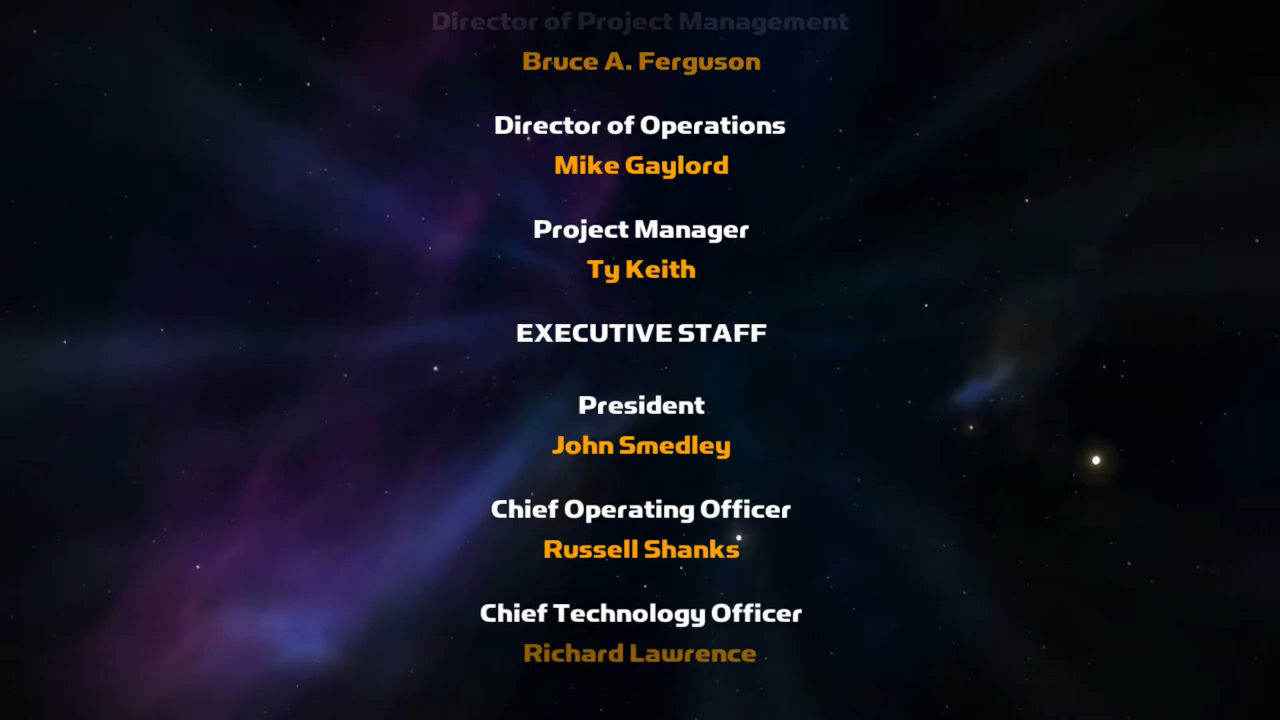 Director of Project Management
Bruce A. Ferguson
Director of Operations
Mike Gaylord
Project Manager
Ty Keith
EXECUTIVE STAFF
President
John Smedley
Chief Operating Officer
Russell Shanks
Chief Technology Officer
Richard Lawrence